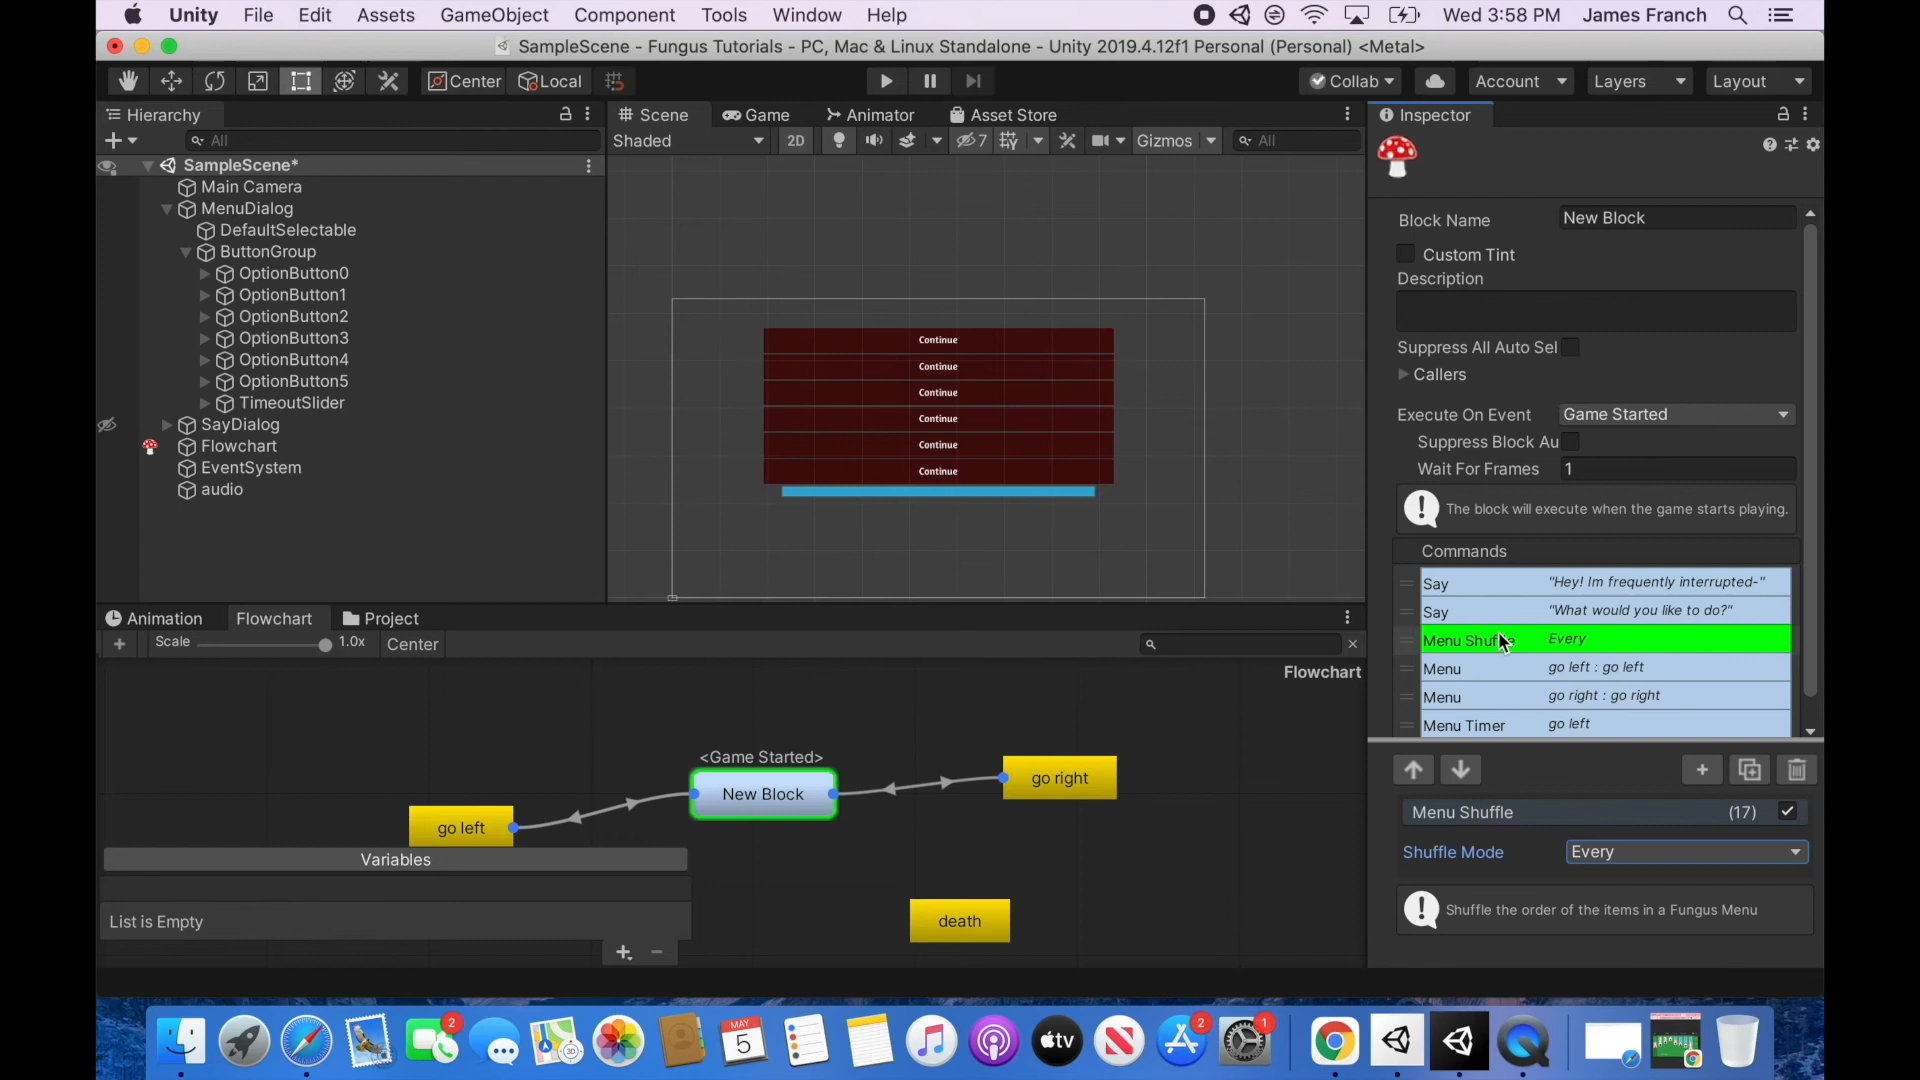 Unity File Edit Assets GameObject Component Tools Window Help Wed 3:58 PM James Franch
SampleScene - Fungus Tutorials - PC, Mac & Linux Standalone - Unity 2019.4.12f1 Personal (Personal) <Metal>
Center Local Collab Account Layers Layout
Hierarchy
All
SampleScene*
Main Camera
MenuDialog
DefaultSelectable
ButtonGroup
OptionButton0
OptionButton1
OptionButton2
OptionButton3
OptionButton4
OptionButton5
TimeoutSlider
SayDialog
Flowchart
EventSystem
audio
Scene Game Animator Asset Store
Shaded 2D 7 Gizmos All
Continue
Continue
Continue
Continue
Continue
Continue
Animation Flowchart Project
Scale 1.0x Center
Flowchart
<Game Started>
New Block
go right
go left
death
Variables
List is Empty
Inspector
Block Name New Block
Custom Tint
Description
Suppress All Auto Sel
Callers
Execute On Event Game Started
Suppress Block Au
Wait For Frames 1
The block will execute when the game starts playing.
Commands
Say "Hey! Im frequently interrupted-"
Say "What would you like to do?"
Menu Shuffle Every
Menu go left : go left
Menu go right : go right
Menu Timer go left
Menu Shuffle (17)
Shuffle Mode Every
Shuffle the order of the items in a Fungus Menu
2
3D
MAY
5
tv
2
1